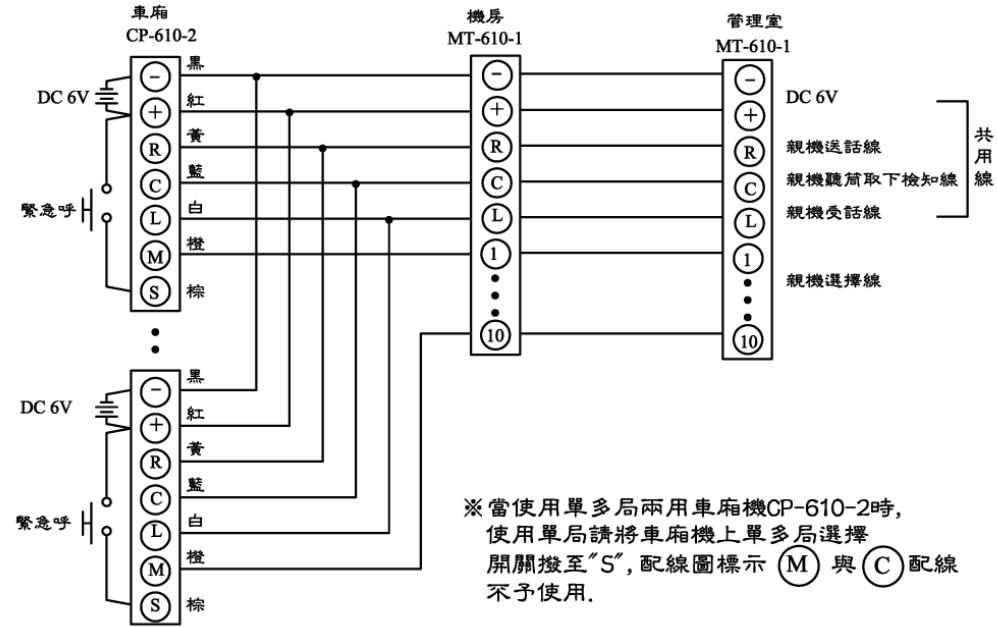 車廂
CP-610-2
機房
MT-610-1
管理室
MT-610-1
DC 6V
緊急呼
－ 黑
＋ 紅
R 黃
C 藍
L 白
M 橙
S 棕
－
＋
R
C
L
1
10
－
＋
R
C
L
1
10
DC 6V
親機送話線
親機聽筒取下檢知線
親機受話線
親機選擇線
共用線
DC 6V
緊急呼
－ 黑
＋ 紅
R 黃
C 藍
L 白
M 橙
S 棕
※當使用單多局兩用車廂機CP-610-2時,
使用單局請將車廂機上單多局選擇
開關撥至"S", 配線圖標示 M 與 C 配線
不予使用.